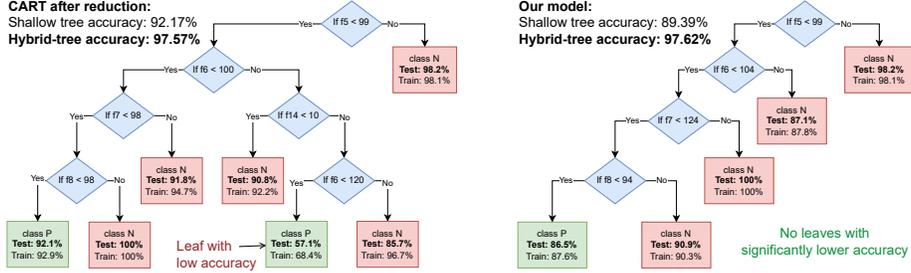 CART after reduction:
Shallow tree accuracy: 92.17%
Hybrid-tree accuracy: 97.57%
If f5 < 99
Yes
No
class N
Test: 98.2%
Train: 98.1%
If f6 < 100
Yes
No
If f7 < 98
Yes
No
If f14 < 10
Yes
No
If f8 < 98
Yes
No
class N
Test: 91.8%
Train: 94.7%
class N
Test: 90.8%
Train: 92.2%
If f6 < 120
Yes
No
class P
Test: 92.1%
Train: 92.9%
class N
Test: 100%
Train: 100%
Leaf with
low accuracy
class P
Test: 57.1%
Train: 68.4%
class N
Test: 85.7%
Train: 96.7%
Our model:
Shallow tree accuracy: 89.39%
Hybrid-tree accuracy: 97.62%
If f5 < 99
Yes
No
class N
Test: 98.2%
Train: 98.1%
If f6 < 104
Yes
No
class N
Test: 87.1%
Train: 87.8%
If f7 < 124
Yes
No
class N
Test: 100%
Train: 100%
If f8 < 94
Yes
No
class P
Test: 86.5%
Train: 87.6%
class N
Test: 90.9%
Train: 90.3%
No leaves with
significantly lower accuracy